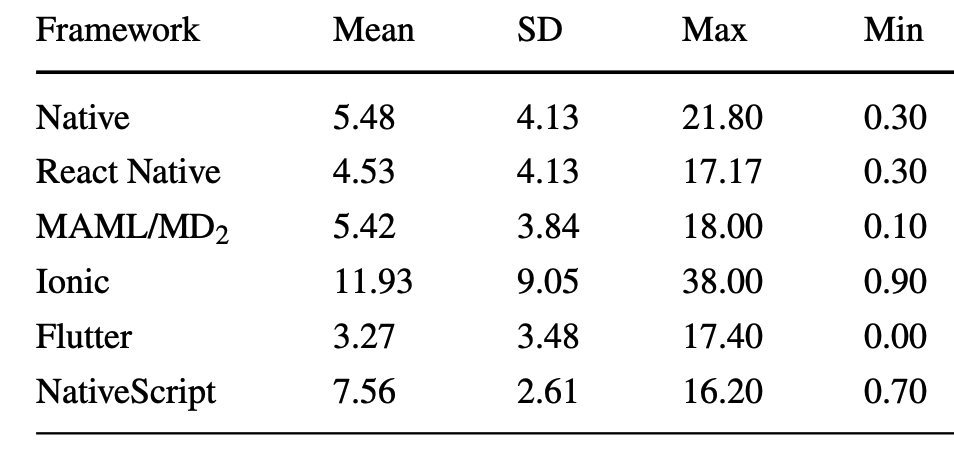 Framework Mean SD Max Min
Native 5.48 4.13 21.80 0.30
React Native 4.53 4.13 17.17 0.30
MAML/MD₂ 5.42 3.84 18.00 0.10
Ionic 11.93 9.05 38.00 0.90
Flutter 3.27 3.48 17.40 0.00
NativeScript 7.56 2.61 16.20 0.70